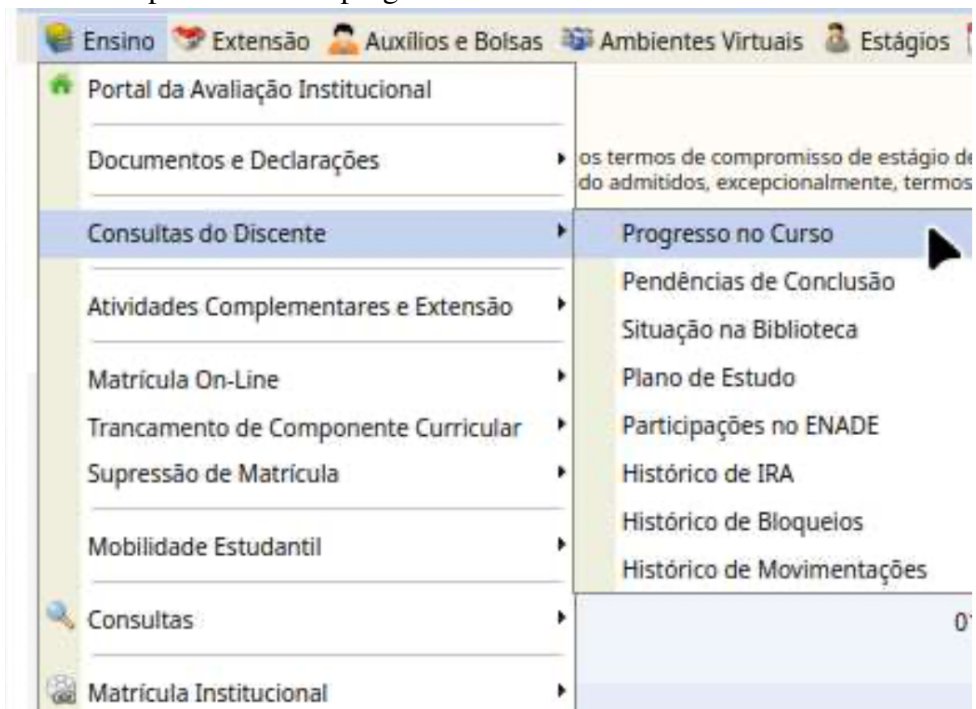 Ensino Extensão Auxílios e Bolsas Ambientes Virtuais Estágios
Portal da Avaliação Institucional
Documentos e Declarações
os termos de compromisso de estágio de
do admitidos, excepcionalmente, termos
Consultas do Discente
Progresso no Curso
Pendências de Conclusão
Atividades Complementares e Extensão
Situação na Biblioteca
Matrícula On-Line
Plano de Estudo
Trancamento de Componente Curricular
Participações no ENADE
Supressão de Matrícula
Histórico de IRA
Histórico de Bloqueios
Mobilidade Estudantil
Histórico de Movimentações
Consultas
Matrícula Institucional